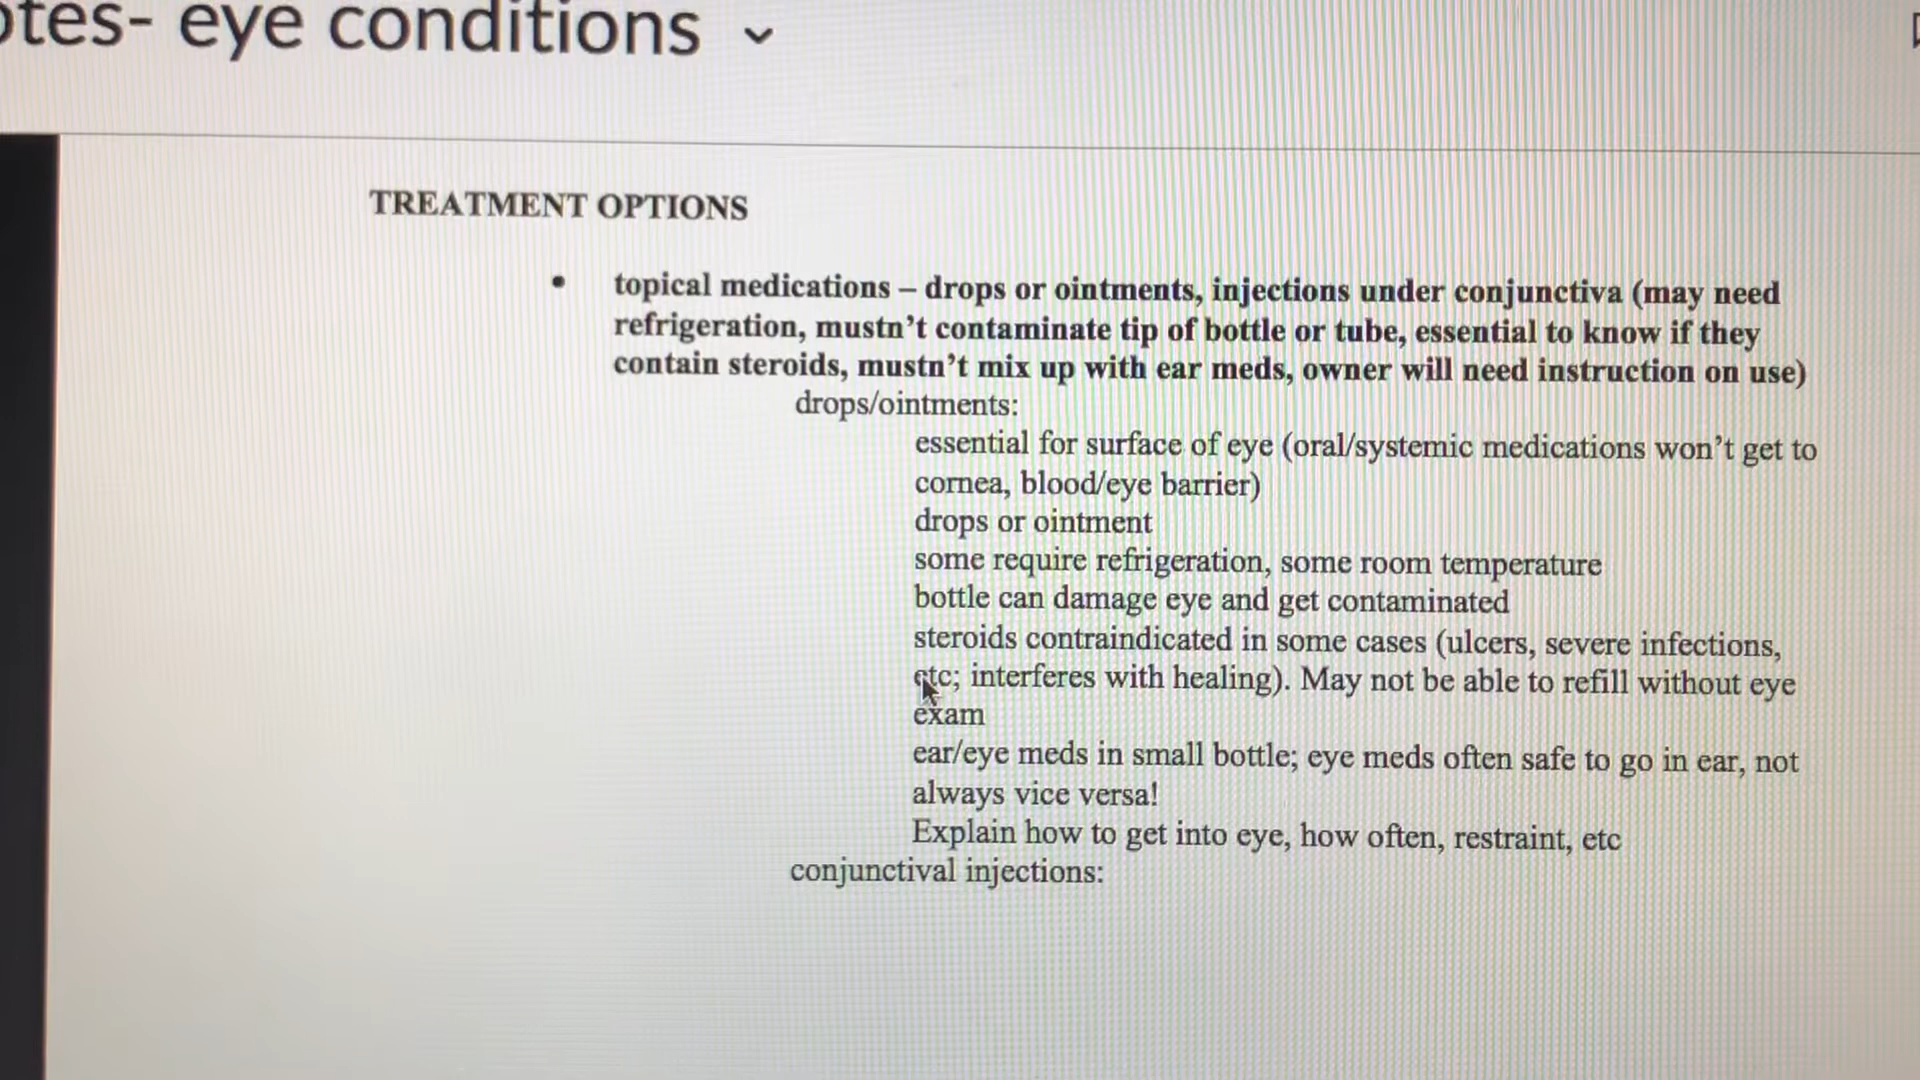 otes- eye conditions
TREATMENT OPTIONS
• topical medications – drops or ointments, injections under conjunctiva (may need
refrigeration, mustn’t contaminate tip of bottle or tube, essential to know if they
contain steroids, mustn’t mix up with ear meds, owner will need instruction on use)
drops/ointments:
essential for surface of eye (oral/systemic medications won’t get to
cornea, blood/eye barrier)
drops or ointment
some require refrigeration, some room temperature
bottle can damage eye and get contaminated
steroids contraindicated in some cases (ulcers, severe infections,
etc; interferes with healing). May not be able to refill without eye
exam
ear/eye meds in small bottle; eye meds often safe to go in ear, not
always vice versa!
Explain how to get into eye, how often, restraint, etc
conjunctival injections: